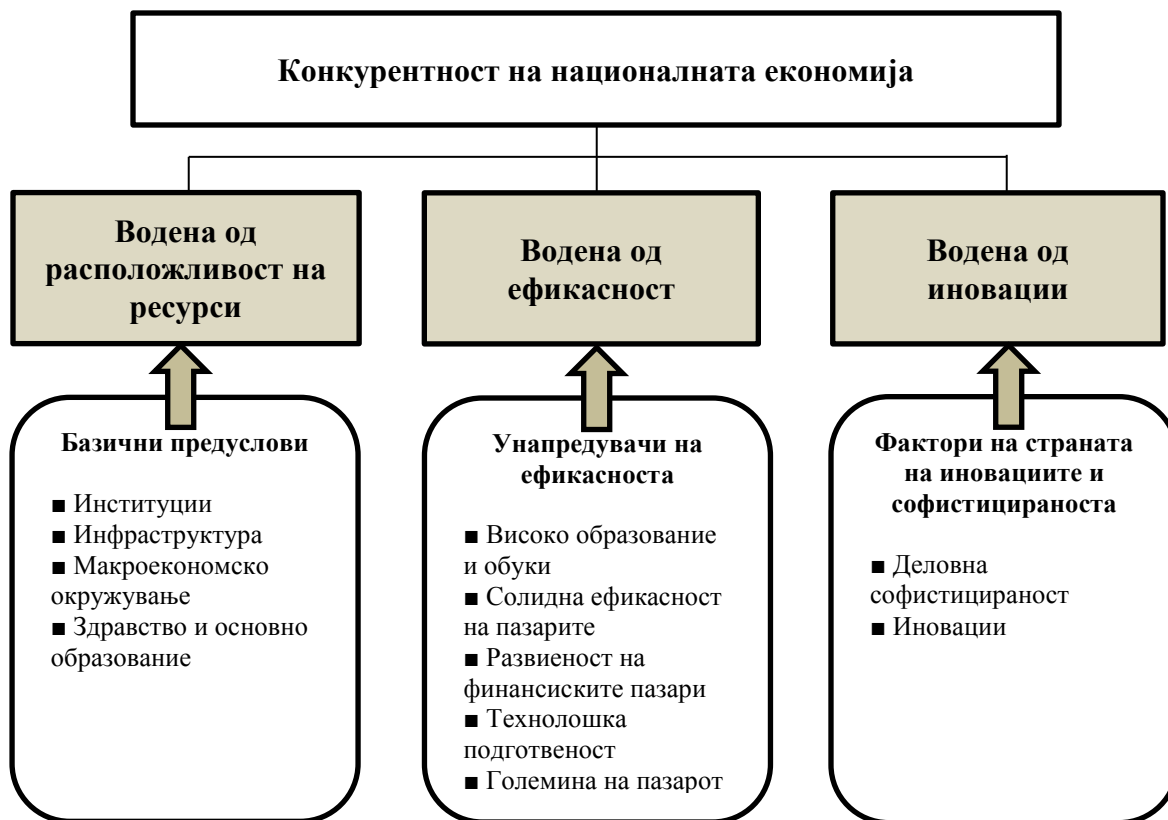 Конкурентност на националната економија
Водена од
расположливост на
ресурси
Водена од
ефикасност
Водена од
иновации
Базични предуслови
■ Институции
■ Инфраструктура
■ Макроекономско
окружување
■ Здравство и основно
образование
Унапредувачи на
ефикасноста
■ Високо образование
и обуки
■ Солидна ефикасност
на пазарите
■ Развиеност на
финансиските пазари
■ Технолошка
подготвеност
■ Големина на пазарот
Фактори на страната
на иновациите и
софистицираноста
■ Деловна
софистицираност
■ Иновации